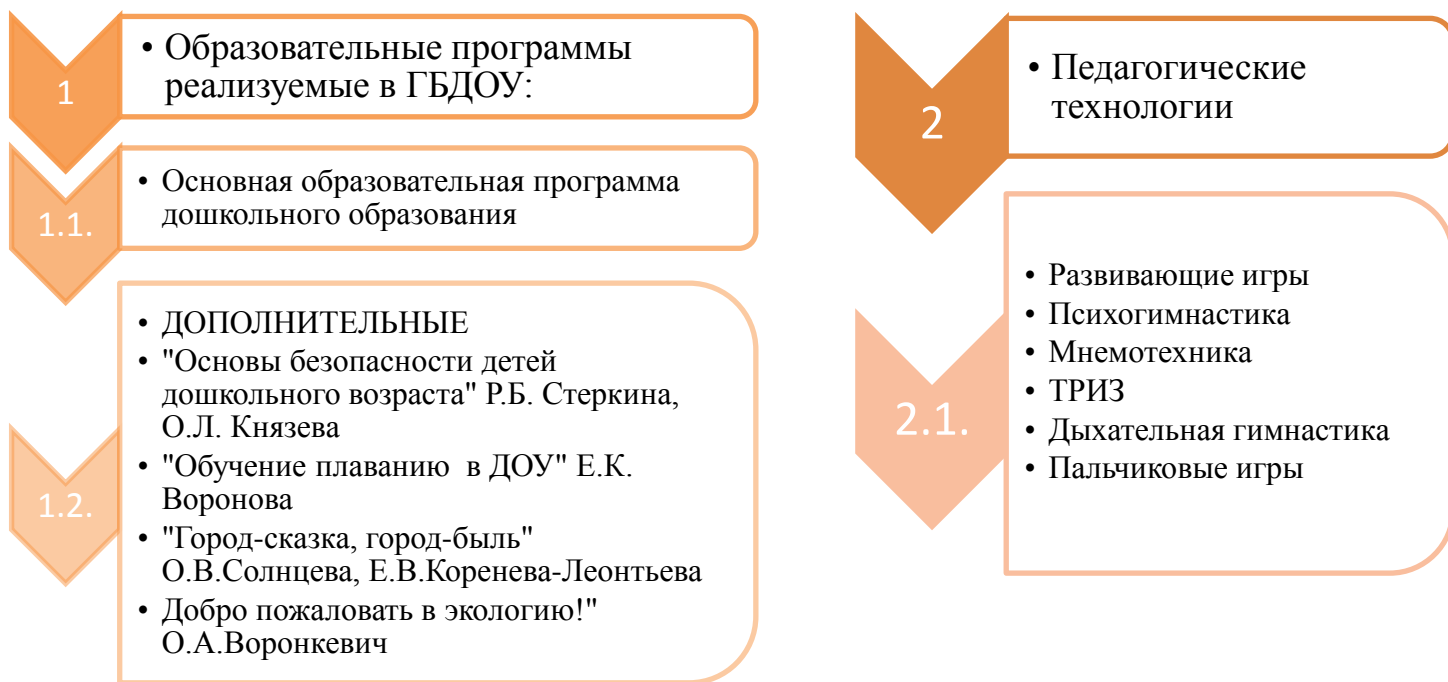 1
• Образовательные программы
реализуемые в ГБДОУ:
1.1.
• Основная образовательная программа
дошкольного образования
1.2.
• ДОПОЛНИТЕЛЬНЫЕ
• "Основы безопасности детей
дошкольного возраста" Р.Б. Стеркина,
О.Л. Князева
• "Обучение плаванию  в ДОУ" Е.К.
Воронова
• "Город-сказка, город-быль"
О.В.Солнцева, Е.В.Коренева-Леонтьева
• Добро пожаловать в экологию!"
О.А.Воронкевич
2
• Педагогические
технологии
2.1.
• Развивающие игры
• Психогимнастика
• Мнемотехника
• ТРИЗ
• Дыхательная гимнастика
• Пальчиковые игры